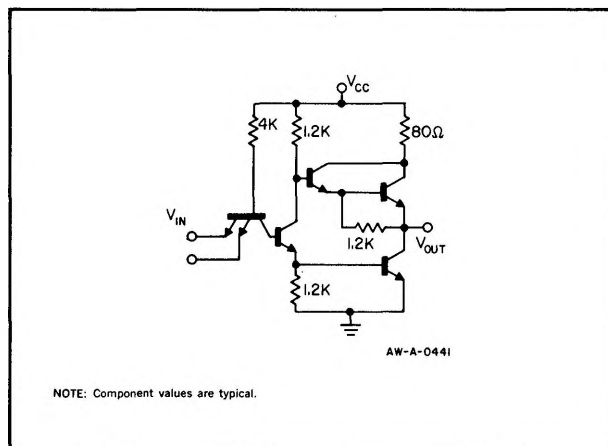 VCC
4K
1.2K
80Ω
VIN
1.2K
VOUT
1.2K
AW-A-0441
NOTE: Component values are typical.